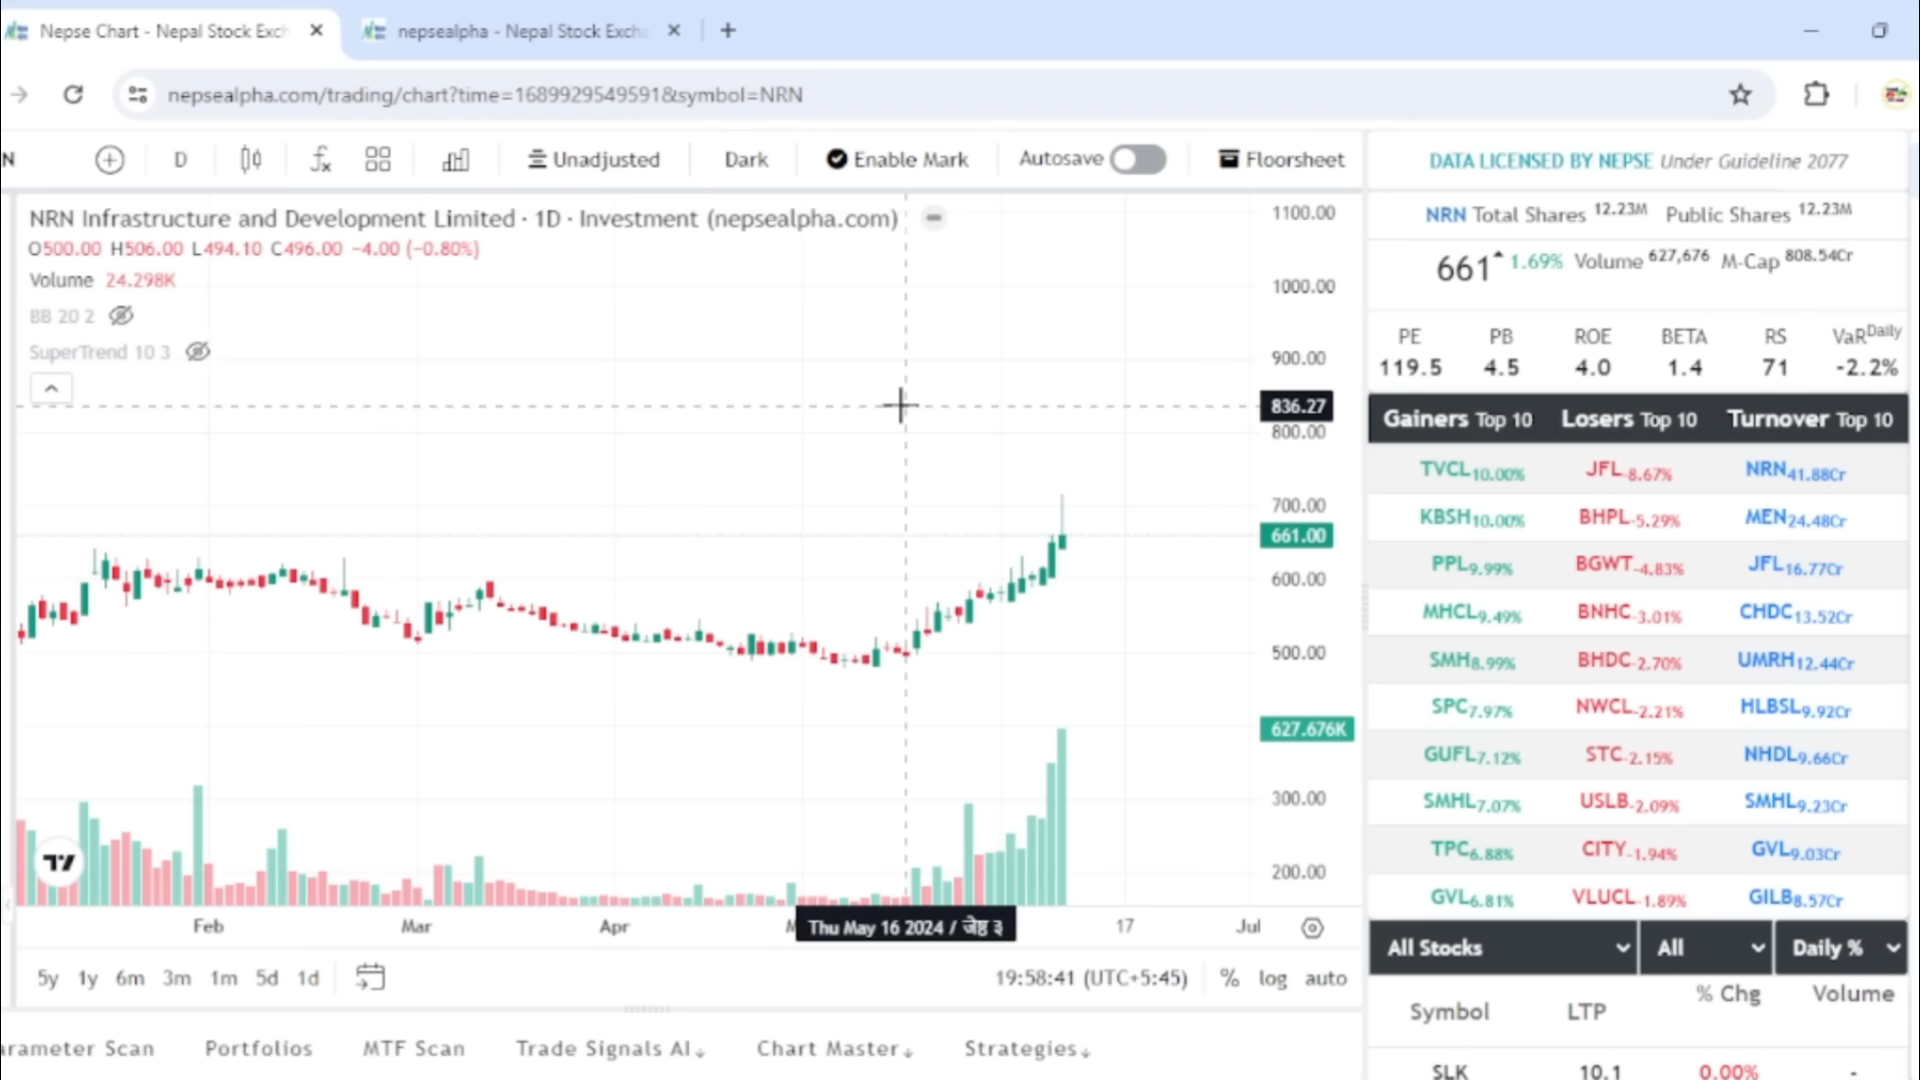 Nepse Chart - Nepal Stock Exch
nepsealpha - Nepal Stock Excha
nepsealpha.com/trading/chart?time=1689929549591&symbol=NRN
N D Unadjusted Dark Enable Mark Autosave Floorsheet
NRN Infrastructure and Development Limited · 1D · Investment (nepsealpha.com)
O500.00 H506.00 L494.10 C496.00 −4.00 (−0.80%)
Volume 24.298K
BB 20 2
SuperTrend 10 3
1100.00
1000.00
900.00
836.27
800.00
700.00
661.00
600.00
500.00
627.676K
300.00
200.00
Feb Mar Apr M Thu May 16 2024 / जेष्ठ ३ 17 Jul
5y 1y 6m 3m 1m 5d 1d 19:58:41 (UTC+5:45) % log auto
arameter Scan Portfolios MTF Scan Trade Signals AI↓ Chart Master↓ Strategies↓
DATA LICENSED BY NEPSE Under Guideline 2077
NRN Total Shares 12.23M Public Shares 12.23M
661 1.69% Volume 627,676 M-Cap 808.54Cr
PE PB ROE BETA RS VaR Daily
119.5 4.5 4.0 1.4 71 -2.2%
Gainers Top 10 Losers Top 10 Turnover Top 10
TVCL 10.00% JFL -8.67% NRN 41.88Cr
KBSH 10.00% BHPL -5.29% MEN 24.48Cr
PPL 9.99% BGWT -4.83% JFL 16.77Cr
MHCL 9.49% BNHC -3.01% CHDC 13.52Cr
SMH 8.99% BHDC -2.70% UMRH 12.44Cr
SPC 7.97% NWCL -2.21% HLBSL 9.92Cr
GUFL 7.12% STC -2.15% NHDL 9.66Cr
SMHL 7.07% USLB -2.09% SMHL 9.23Cr
TPC 6.88% CITY -1.94% GVL 9.03Cr
GVL 6.81% VLUCL -1.89% GILB 8.57Cr
All Stocks All Daily %
Symbol LTP % Chg Volume
SLK 10.1 0.00% -